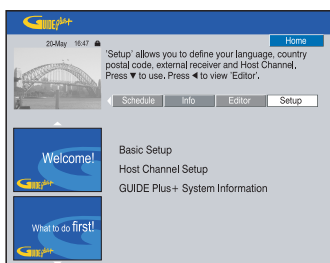 GUIDE Plus+
20-May 16:47
Home
'Setup' allows you to define your language, country
postal code, external receiver and Host Channel.
Press ▼ to use. Press ◀ to view 'Editor'.
Schedule Info Editor Setup
Welcome!
GUIDE Plus+
Basic Setup
Host Channel Setup
GUIDE Plus+ System Information
What to do first!
GUIDE Plus+